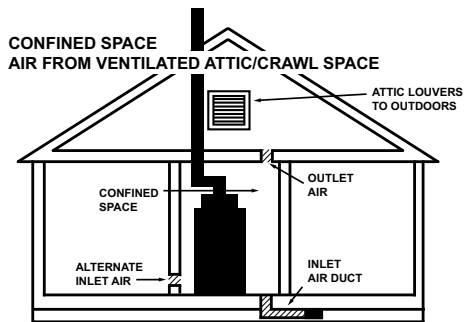 CONFINED SPACE
AIR FROM VENTILATED ATTIC/CRAWL SPACE
ATTIC LOUVERS
TO OUTDOORS
OUTLET
AIR
CONFINED
SPACE
ALTERNATE
INLET AIR
INLET
AIR DUCT